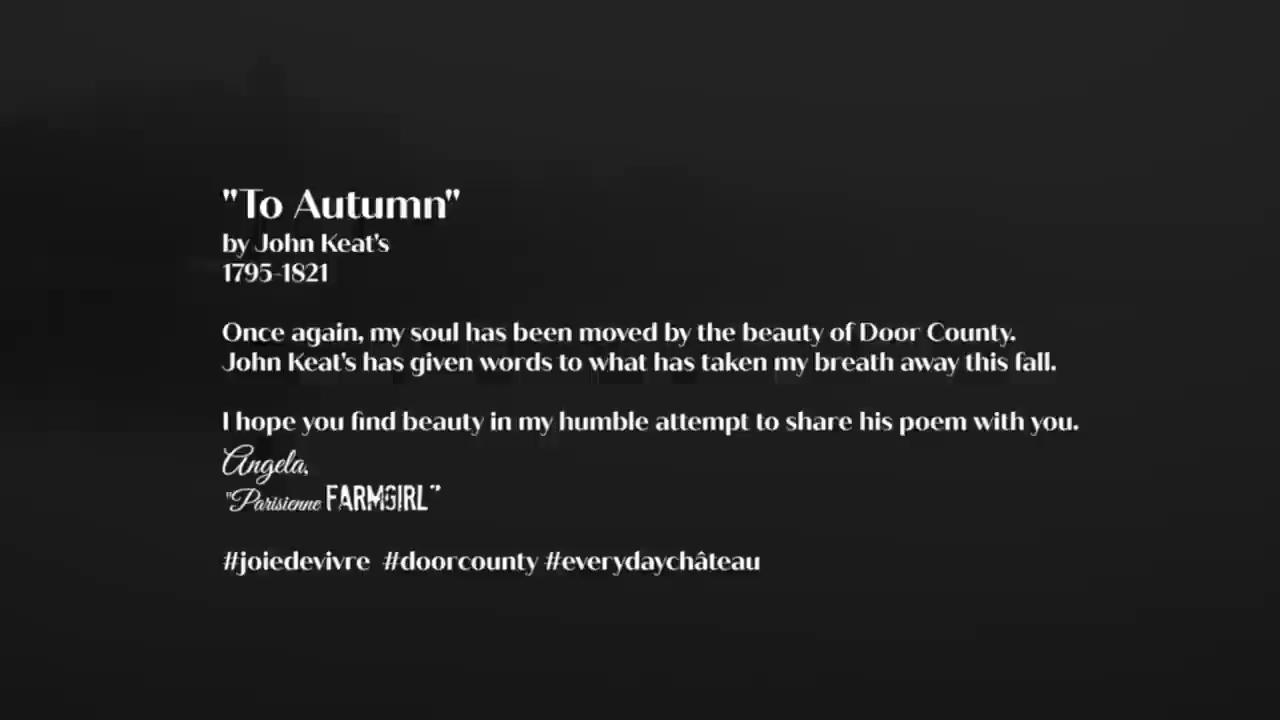 "To Autumn"
by John Keat's
1795-1821
Once again, my soul has been moved by the beauty of Door County.
John Keat's has given words to what has taken my breath away this fall.
I hope you find beauty in my humble attempt to share his poem with you.
Angela,
"Parisienne FARMGIRL"
#joiedevivre #doorcounty #everydaychâteau